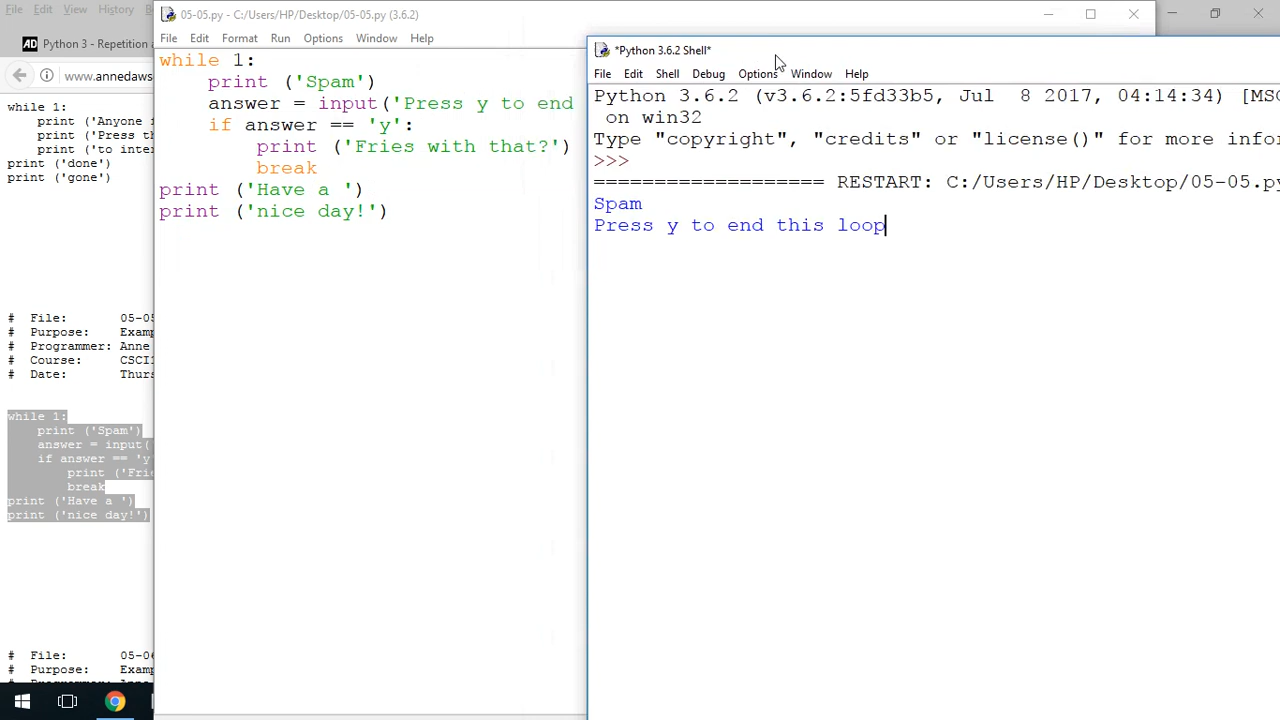 File Edit View History
AD Python 3 - Repetition a
www.annedaws
while 1:
print ('Anyone i
print ('Press th
print ('to inter
print ('done')
print ('gone')
# File: 05-05
# Purpose: Examp
# Programmer: Anne
# Course: CSCI1
# Date: Thurs
while 1:
print ('Spam')
answer = input(
if answer == 'y
print ('Frie
break
print ('Have a ')
print ('nice day!')
# File: 05-06
# Purpose: Examp
05-05.py - C:/Users/HP/Desktop/05-05.py (3.6.2)
File Edit Format Run Options Window Help
while 1:
print ('Spam')
answer = input('Press y to end
if answer == 'y':
print ('Fries with that?')
break
print ('Have a ')
print ('nice day!')
*Python 3.6.2 Shell*
File Edit Shell Debug Options Window Help
Python 3.6.2 (v3.6.2:5fd33b5, Jul 8 2017, 04:14:34) [MSC
on win32
Type "copyright", "credits" or "license()" for more infor
>>>
=================== RESTART: C:/Users/HP/Desktop/05-05.py
Spam
Press y to end this loop